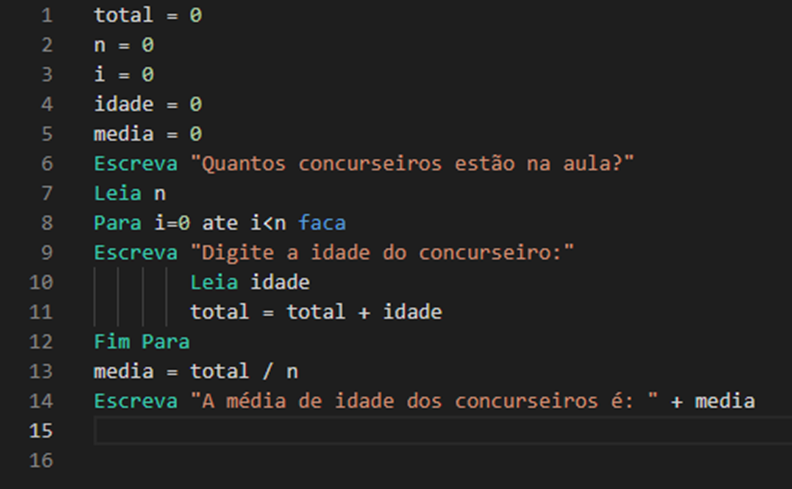 1 total = 0
2 n = 0
3 i = 0
4 idade = 0
5 media = 0
6 Escreva "Quantos concurseiros estão na aula?"
7 Leia n
8 Para i=0 ate i<n faca
9 Escreva "Digite a idade do concurseiro:"
10 Leia idade
11 total = total + idade
12 Fim Para
13 media = total / n
14 Escreva "A média de idade dos concurseiros é: " + media
15
16